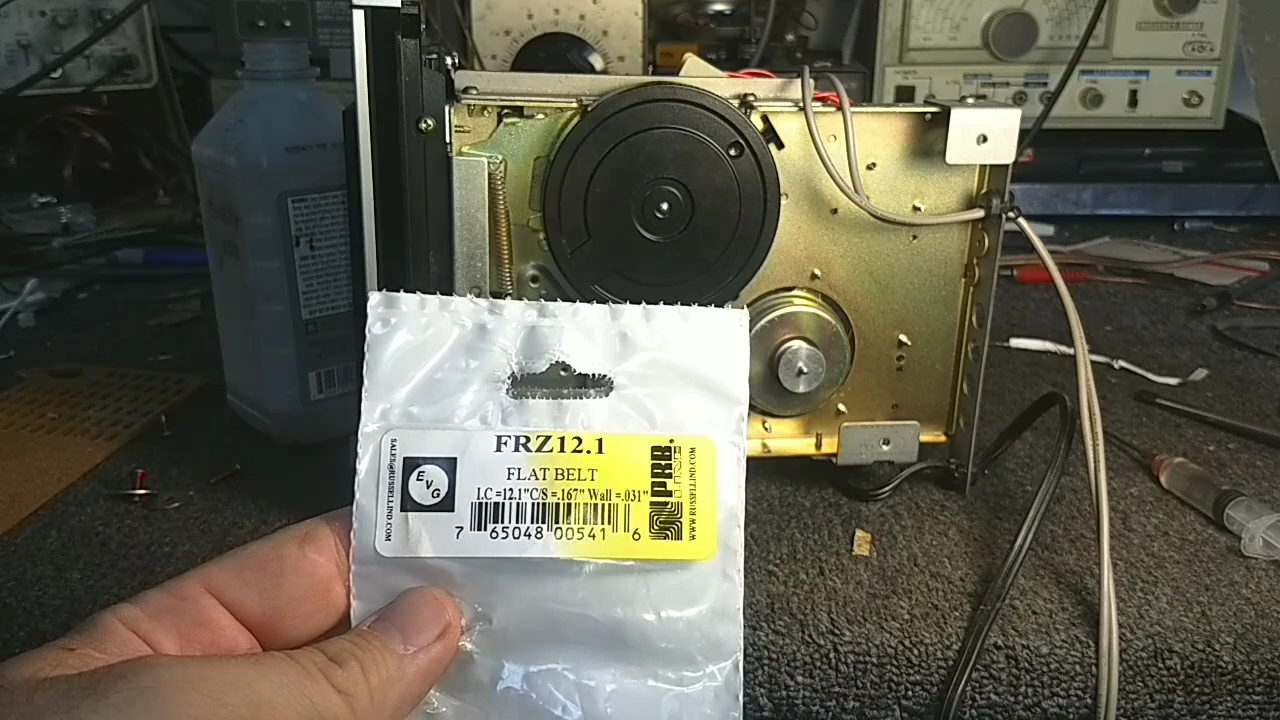 FRZ12.1
FLAT BELT
I.C =12.1"C/S =.167" Wall =.031"
7 65048 00541 6
EVG
SALES@RUSSELLIND.COM
PRB
LINE
WWW.RUSSELLIND.COM